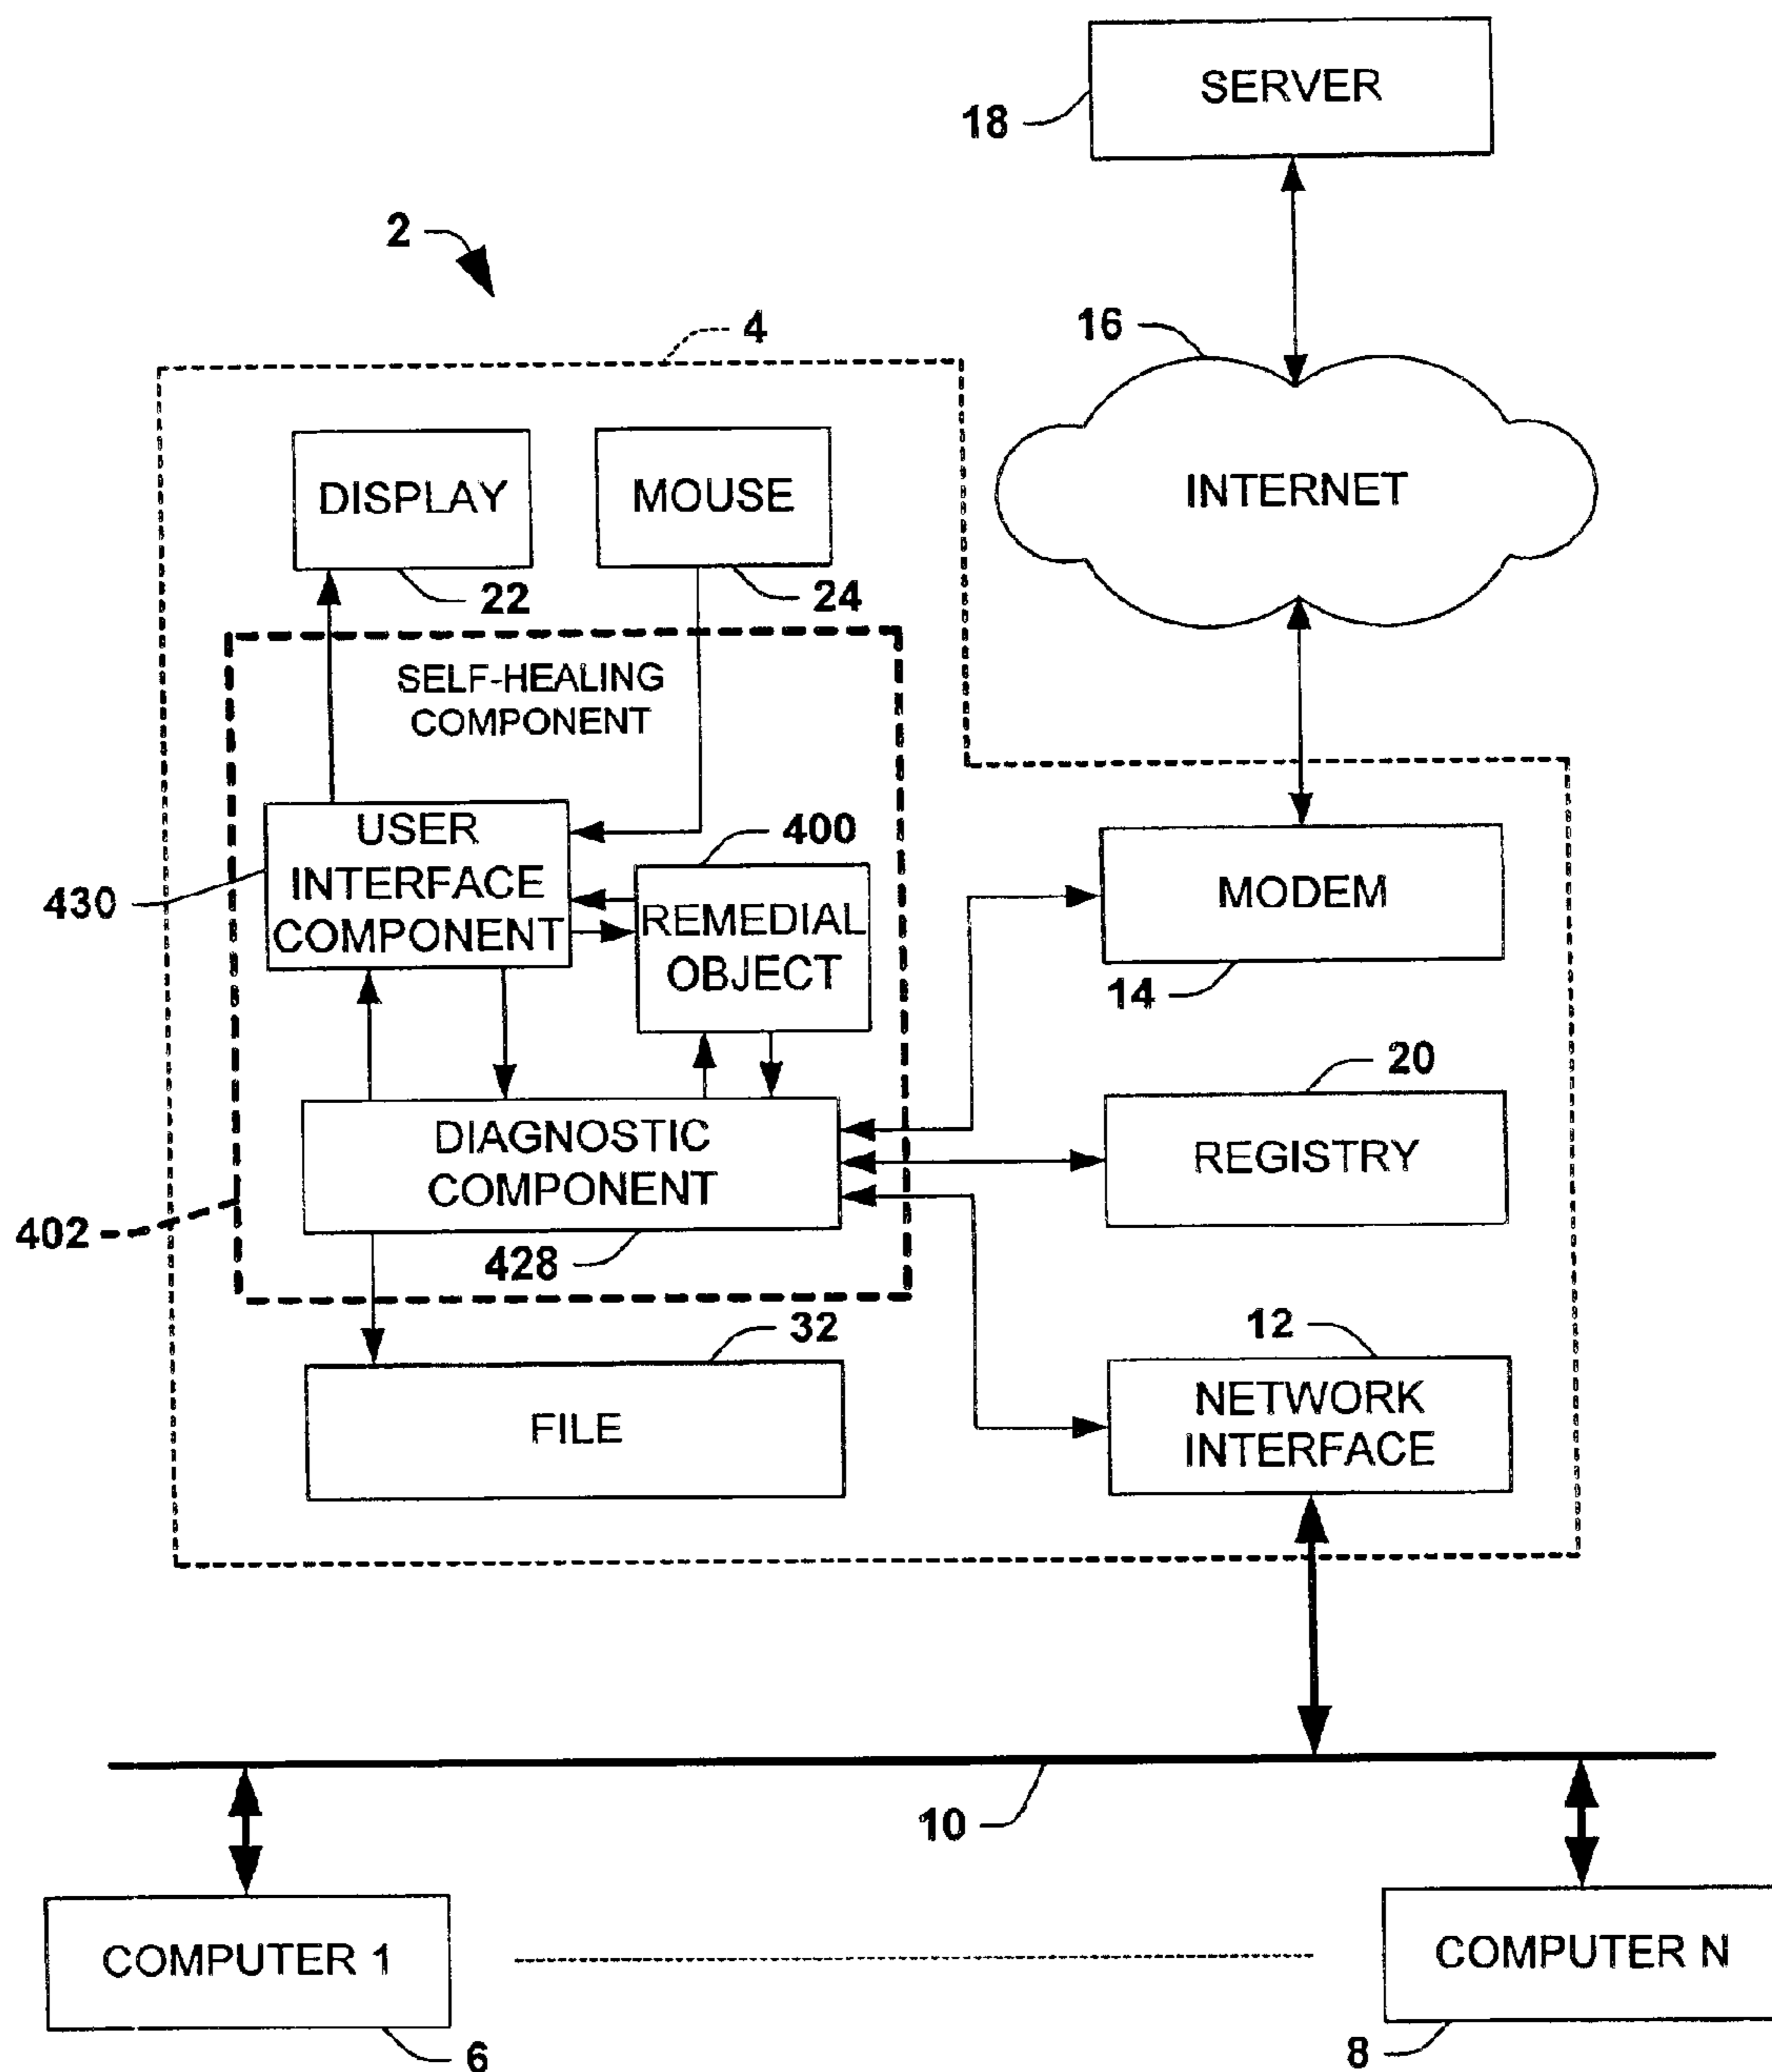 SERVER
18
2
4
16
INTERNET
DISPLAY
MOUSE
22
24
SELF-HEALING
COMPONENT
USER
INTERFACE
COMPONENT
430
400
REMEDIAL
OBJECT
MODEM
14
20
REGISTRY
DIAGNOSTIC
COMPONENT
402
428
32
FILE
12
NETWORK
INTERFACE
10
COMPUTER 1
COMPUTER N
6
8